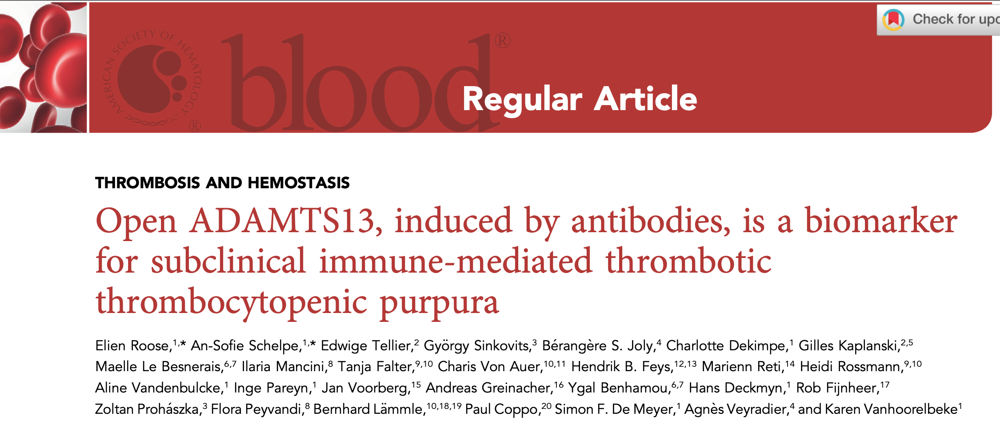 Check for upd
AMERICAN SOCIETY OF HEMATOLOGY ®
blood®
Regular Article
THROMBOSIS AND HEMOSTASIS
Open ADAMTS13, induced by antibodies, is a biomarker
for subclinical immune-mediated thrombotic
thrombocytopenic purpura
Elien Roose,1,* An-Sofie Schelpe,1,* Edwige Tellier,2 György Sinkovits,3 Bérangère S. Joly,4 Charlotte Dekimpe,1 Gilles Kaplanski,2,5
Maelle Le Besnerais,6,7 Ilaria Mancini,8 Tanja Falter,9,10 Charis Von Auer,10,11 Hendrik B. Feys,12,13 Marienn Reti,14 Heidi Rossmann,9,10
Aline Vandenbulcke,1 Inge Pareyn,1 Jan Voorberg,15 Andreas Greinacher,16 Ygal Benhamou,6,7 Hans Deckmyn,1 Rob Fijnheer,17
Zoltan Prohászka,3 Flora Peyvandi,8 Bernhard Lämmle,10,18,19 Paul Coppo,20 Simon F. De Meyer,1 Agnès Veyradier,4 and Karen Vanhoorelbeke1